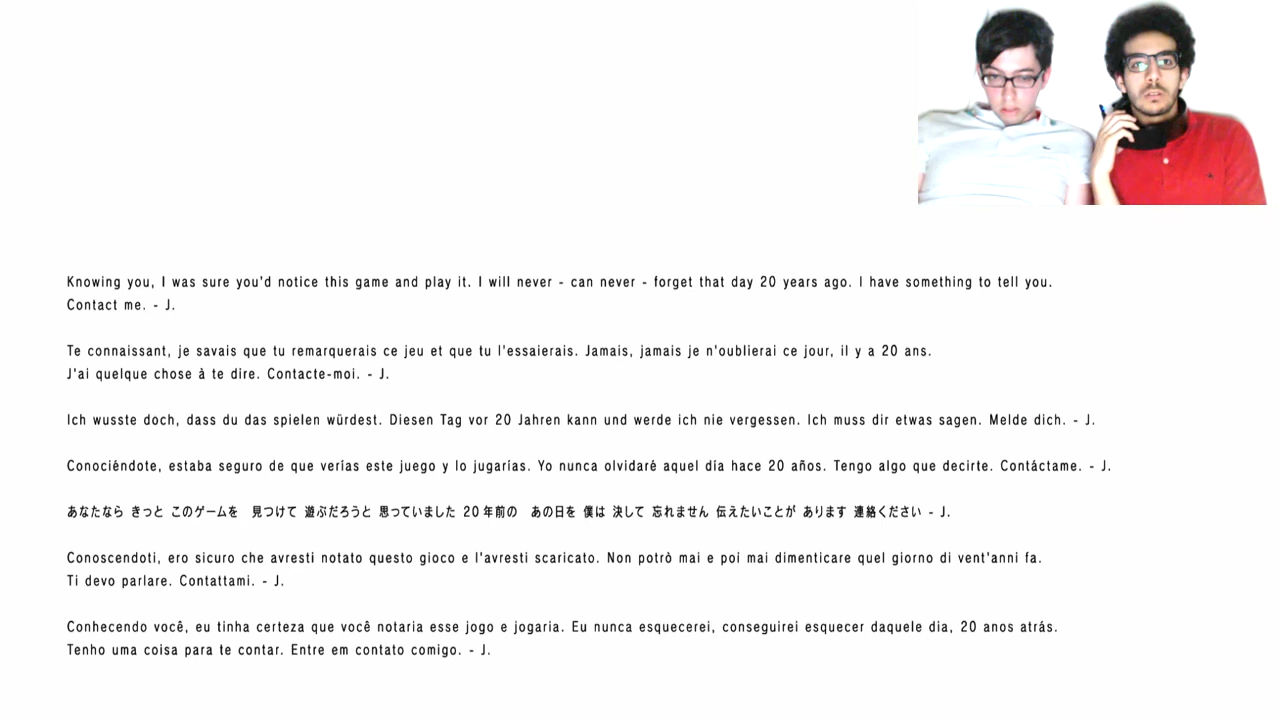 Knowing you, I was sure you'd notice this game and play it. I will never - can never - forget that day 20 years ago. I have something to tell you.
Contact me. - J.
Te connaissant, je savais que tu remarquerais ce jeu et que tu l'essaierais. Jamais, jamais je n'oublierai ce jour, il y a 20 ans.
J'ai quelque chose à te dire. Contacte-moi. - J.
Ich wusste doch, dass du das spielen würdest. Diesen Tag vor 20 Jahren kann und werde ich nie vergessen. Ich muss dir etwas sagen. Melde dich. - J.
Conociéndote, estaba seguro de que verías este juego y lo jugarías. Yo nunca olvidaré aquel día hace 20 años. Tengo algo que decirte. Contáctame. - J.
あなたなら きっと このゲームを 見つけて 遊ぶだろうと 思っていました 20年前の あの日を 僕は 決して 忘れません 伝えたいことが あります 連絡ください - J.
Conoscendoti, ero sicuro che avresti notato questo gioco e l'avresti scaricato. Non potrò mai e poi mai dimenticare quel giorno di vent'anni fa.
Ti devo parlare. Contattami. - J.
Conhecendo você, eu tinha certeza que você notaria esse jogo e jogaria. Eu nunca esquecerei, conseguirei esquecer daquele dia, 20 anos atrás.
Tenho uma coisa para te contar. Entre em contato comigo. - J.